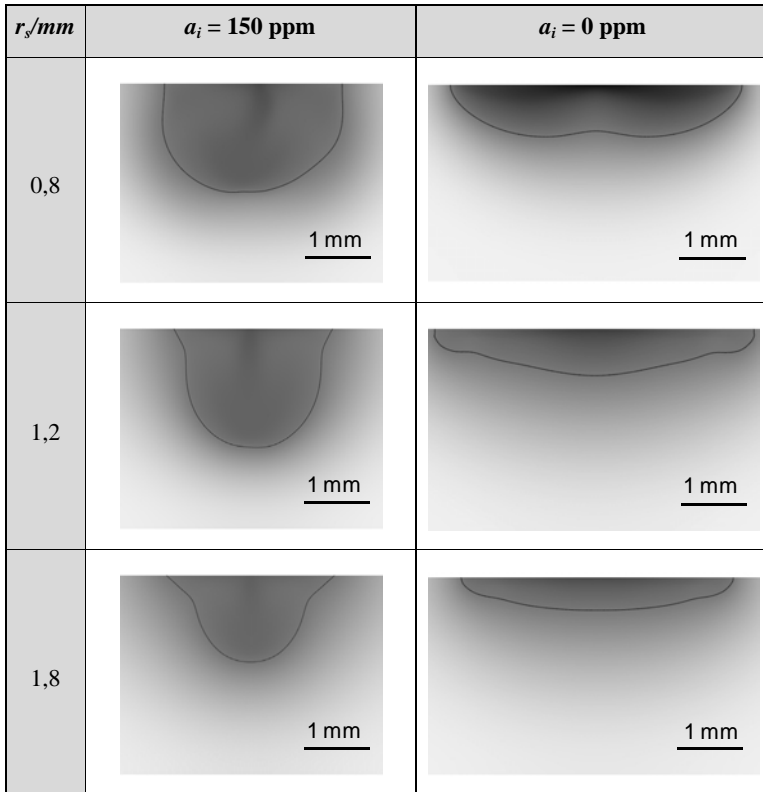 r_s/mm a_i = 150 ppm a_i = 0 ppm
0,8 1 mm 1 mm
1,2 1 mm 1 mm
1,8 1 mm 1 mm